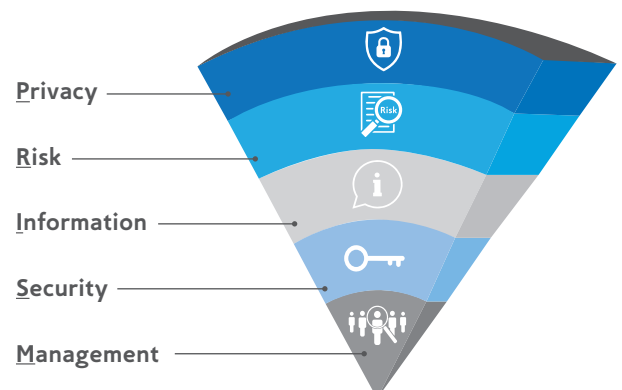 Privacy
Risk
Risk
Information
Security
Management